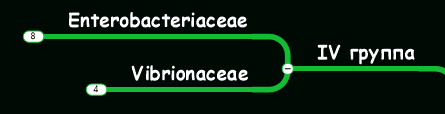 Enterobacteriaceae
8
IV группа
Vibrionaceae
4